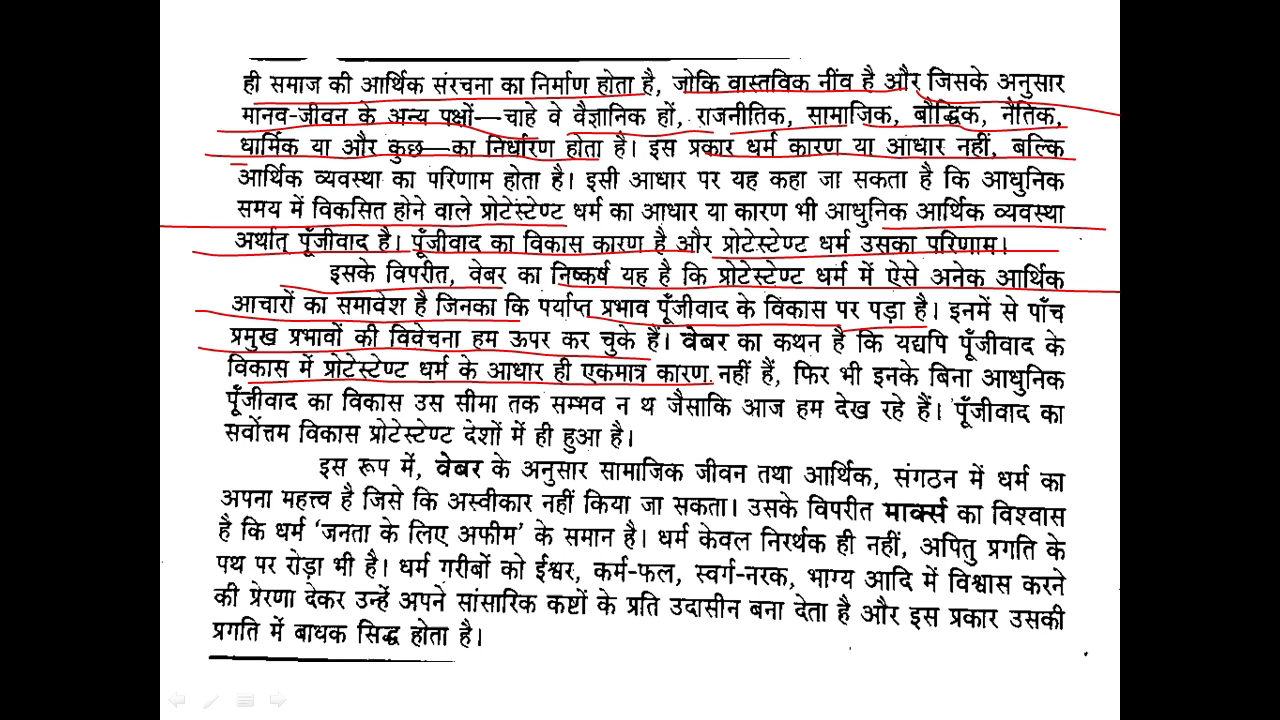 ही समाज की आर्थिक संरचना का निर्माण होता है, जोकि वास्तविक नींव है और जिसके अनुसार
मानव-जीवन के अन्य पक्षों—चाहे वे वैज्ञानिक हों, राजनीतिक, सामाजिक, बौद्धिक, नैतिक,
धार्मिक या और कुछ—का निर्धारण होता है। इस प्रकार धर्म कारण या आधार नहीं, बल्कि
आर्थिक व्यवस्था का परिणाम होता है। इसी आधार पर यह कहा जा सकता है कि आधुनिक
समय में विकसित होने वाले प्रोटेस्टेण्ट धर्म का आधार या कारण भी आधुनिक आर्थिक व्यवस्था
अर्थात् पूँजीवाद है। पूँजीवाद का विकास कारण है और प्रोटेस्टेण्ट धर्म उसका परिणाम।
इसके विपरीत, वेबर का निष्कर्ष यह है कि प्रोटेस्टेण्ट धर्म में ऐसे अनेक आर्थिक
आचारों का समावेश है जिनका कि पर्याप्त प्रभाव पूँजीवाद के विकास पर पड़ा है। इनमें से पाँच
प्रमुख प्रभावों की विवेचना हम ऊपर कर चुके हैं। वेबर का कथन है कि यद्यपि पूँजीवाद के
विकास में प्रोटेस्टेण्ट धर्म के आधार ही एकमात्र कारण नहीं हैं, फिर भी इनके बिना आधुनिक
पूँजीवाद का विकास उस सीमा तक सम्भव न थ जैसाकि आज हम देख रहे हैं। पूँजीवाद का
सर्वोत्तम विकास प्रोटेस्टेण्ट देशों में ही हुआ है।
इस रूप में, वेबर के अनुसार सामाजिक जीवन तथा आर्थिक, संगठन में धर्म का
अपना महत्त्व है जिसे कि अस्वीकार नहीं किया जा सकता। उसके विपरीत मार्क्स का विश्वास
है कि धर्म 'जनता के लिए अफीम' के समान है। धर्म केवल निरर्थक ही नहीं, अपितु प्रगति के
पथ पर रोड़ा भी है। धर्म गरीबों को ईश्वर, कर्म-फल, स्वर्ग-नरक, भाग्य आदि में विश्वास करने
की प्रेरणा देकर उन्हें अपने सांसारिक कष्टों के प्रति उदासीन बना देता है और इस प्रकार उसकी
प्रगति में बाधक सिद्ध होता है।